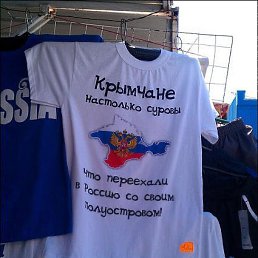 Крымчане
настолько суровы
что переехали
в Россию со своим
полуостровом!
SSIA